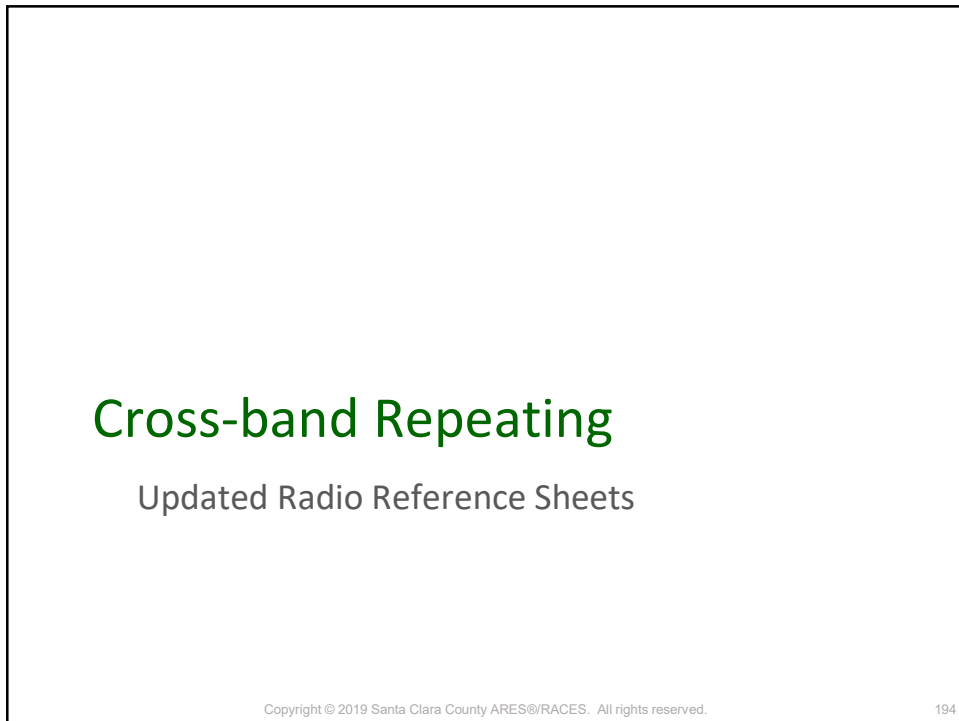 Cross-band Repeating
Updated Radio Reference Sheets
Copyright © 2019 Santa Clara County ARES®/RACES. All rights reserved.
194